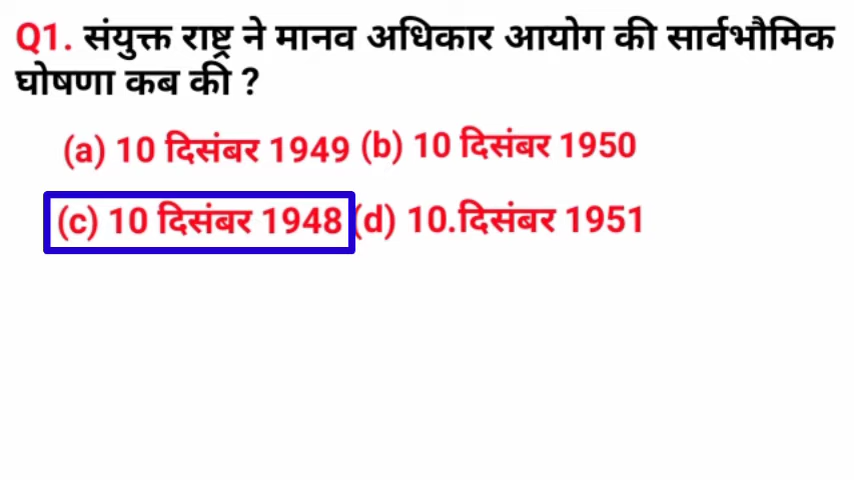 Q1. संयुक्त राष्ट्र ने मानव अधिकार आयोग की सार्वभौमिक
घोषणा कब की ?
(a) 10 दिसंबर 1949 (b) 10 दिसंबर 1950
(c) 10 दिसंबर 1948 (d) 10.दिसंबर 1951